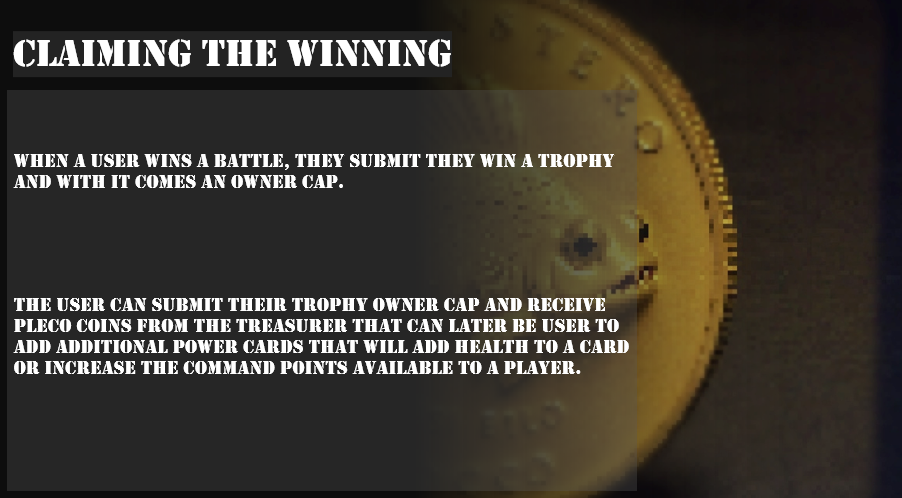 CLAIMING THE WINNING
WHEN A USER WINS A BATTLE, THEY SUBMIT THEY WIN A TROPHY
AND WITH IT COMES AN OWNER CAP.
THE USER CAN SUBMIT THEIR TROPHY OWNER CAP AND RECEIVE
PLECO COINS FROM THE TREASURER THAT CAN LATER BE USER TO
ADD ADDITIONAL POWER CARDS THAT WILL ADD HEALTH TO A CARD
OR INCREASE THE COMMAND POINTS AVAILABLE TO A PLAYER.